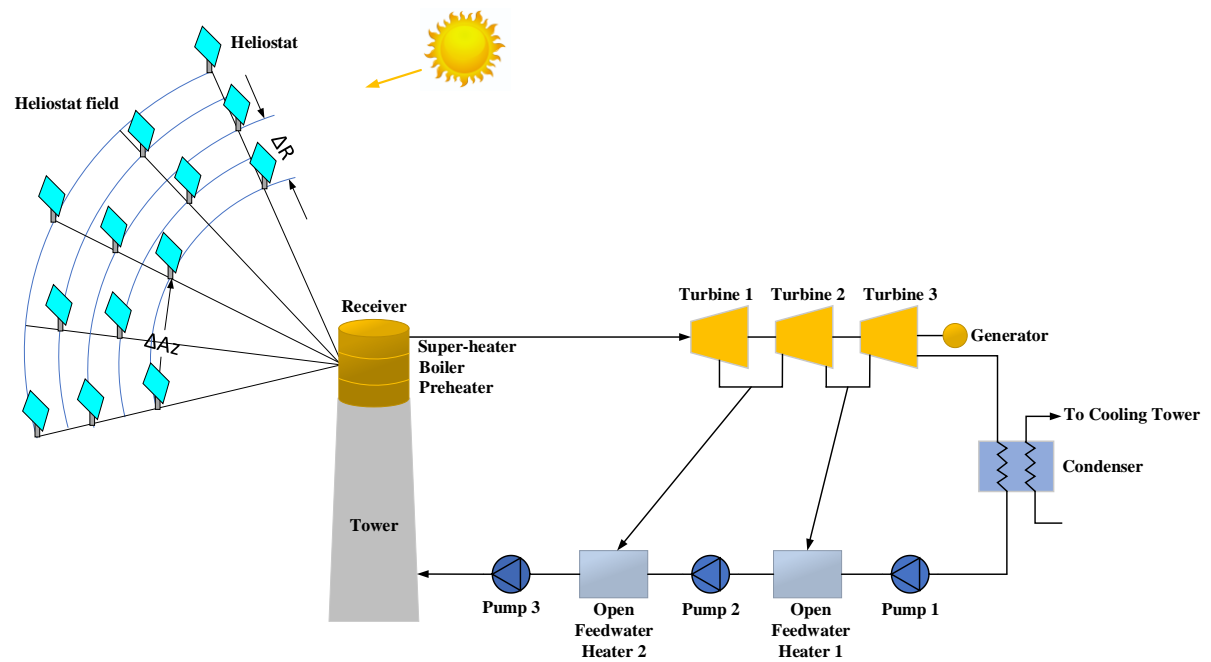 Heliostat
Heliostat field
ΔR
ΔAz
Receiver
Super-heater
Boiler
Preheater
Tower
Turbine 1
Turbine 2
Turbine 3
Generator
To Cooling Tower
Condenser
Pump 3
Open
Feedwater
Heater 2
Pump 2
Open
Feedwater
Heater 1
Pump 1